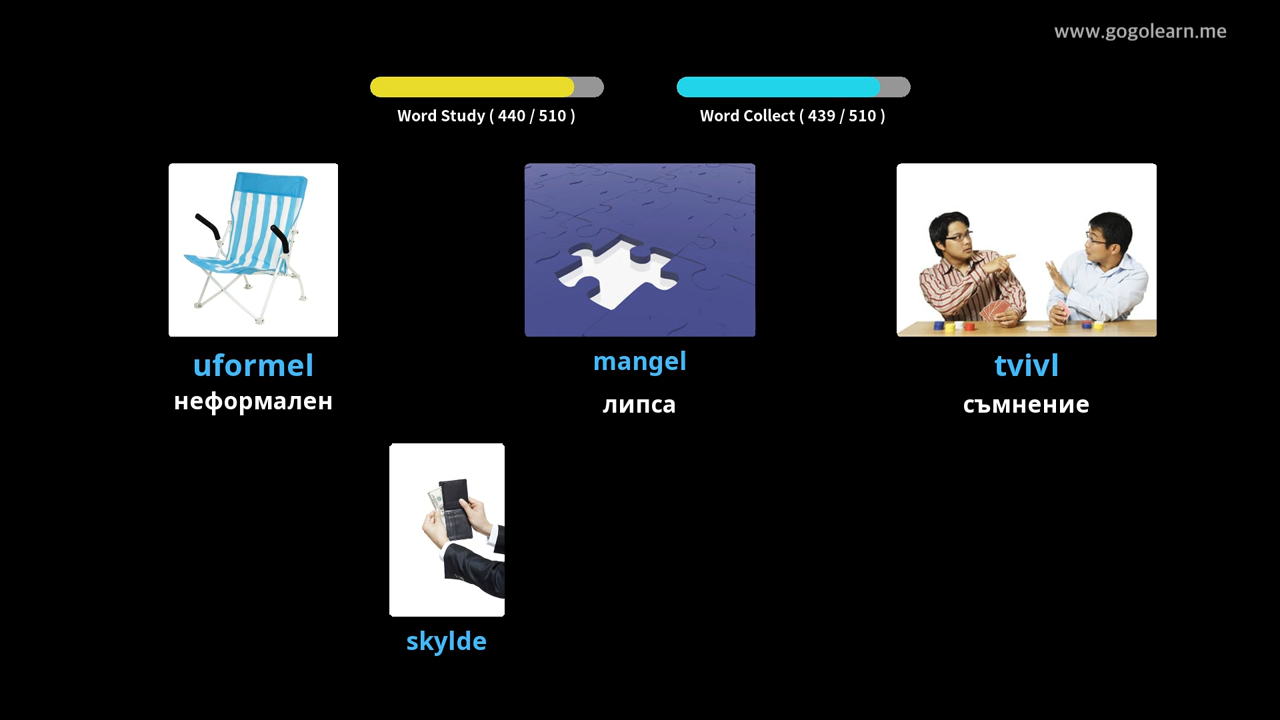 www.gogolearn.me
Word Study ( 440 / 510 )
Word Collect ( 439 / 510 )
uformel
mangel
tvivl
неформален
липса
съмнение
skylde